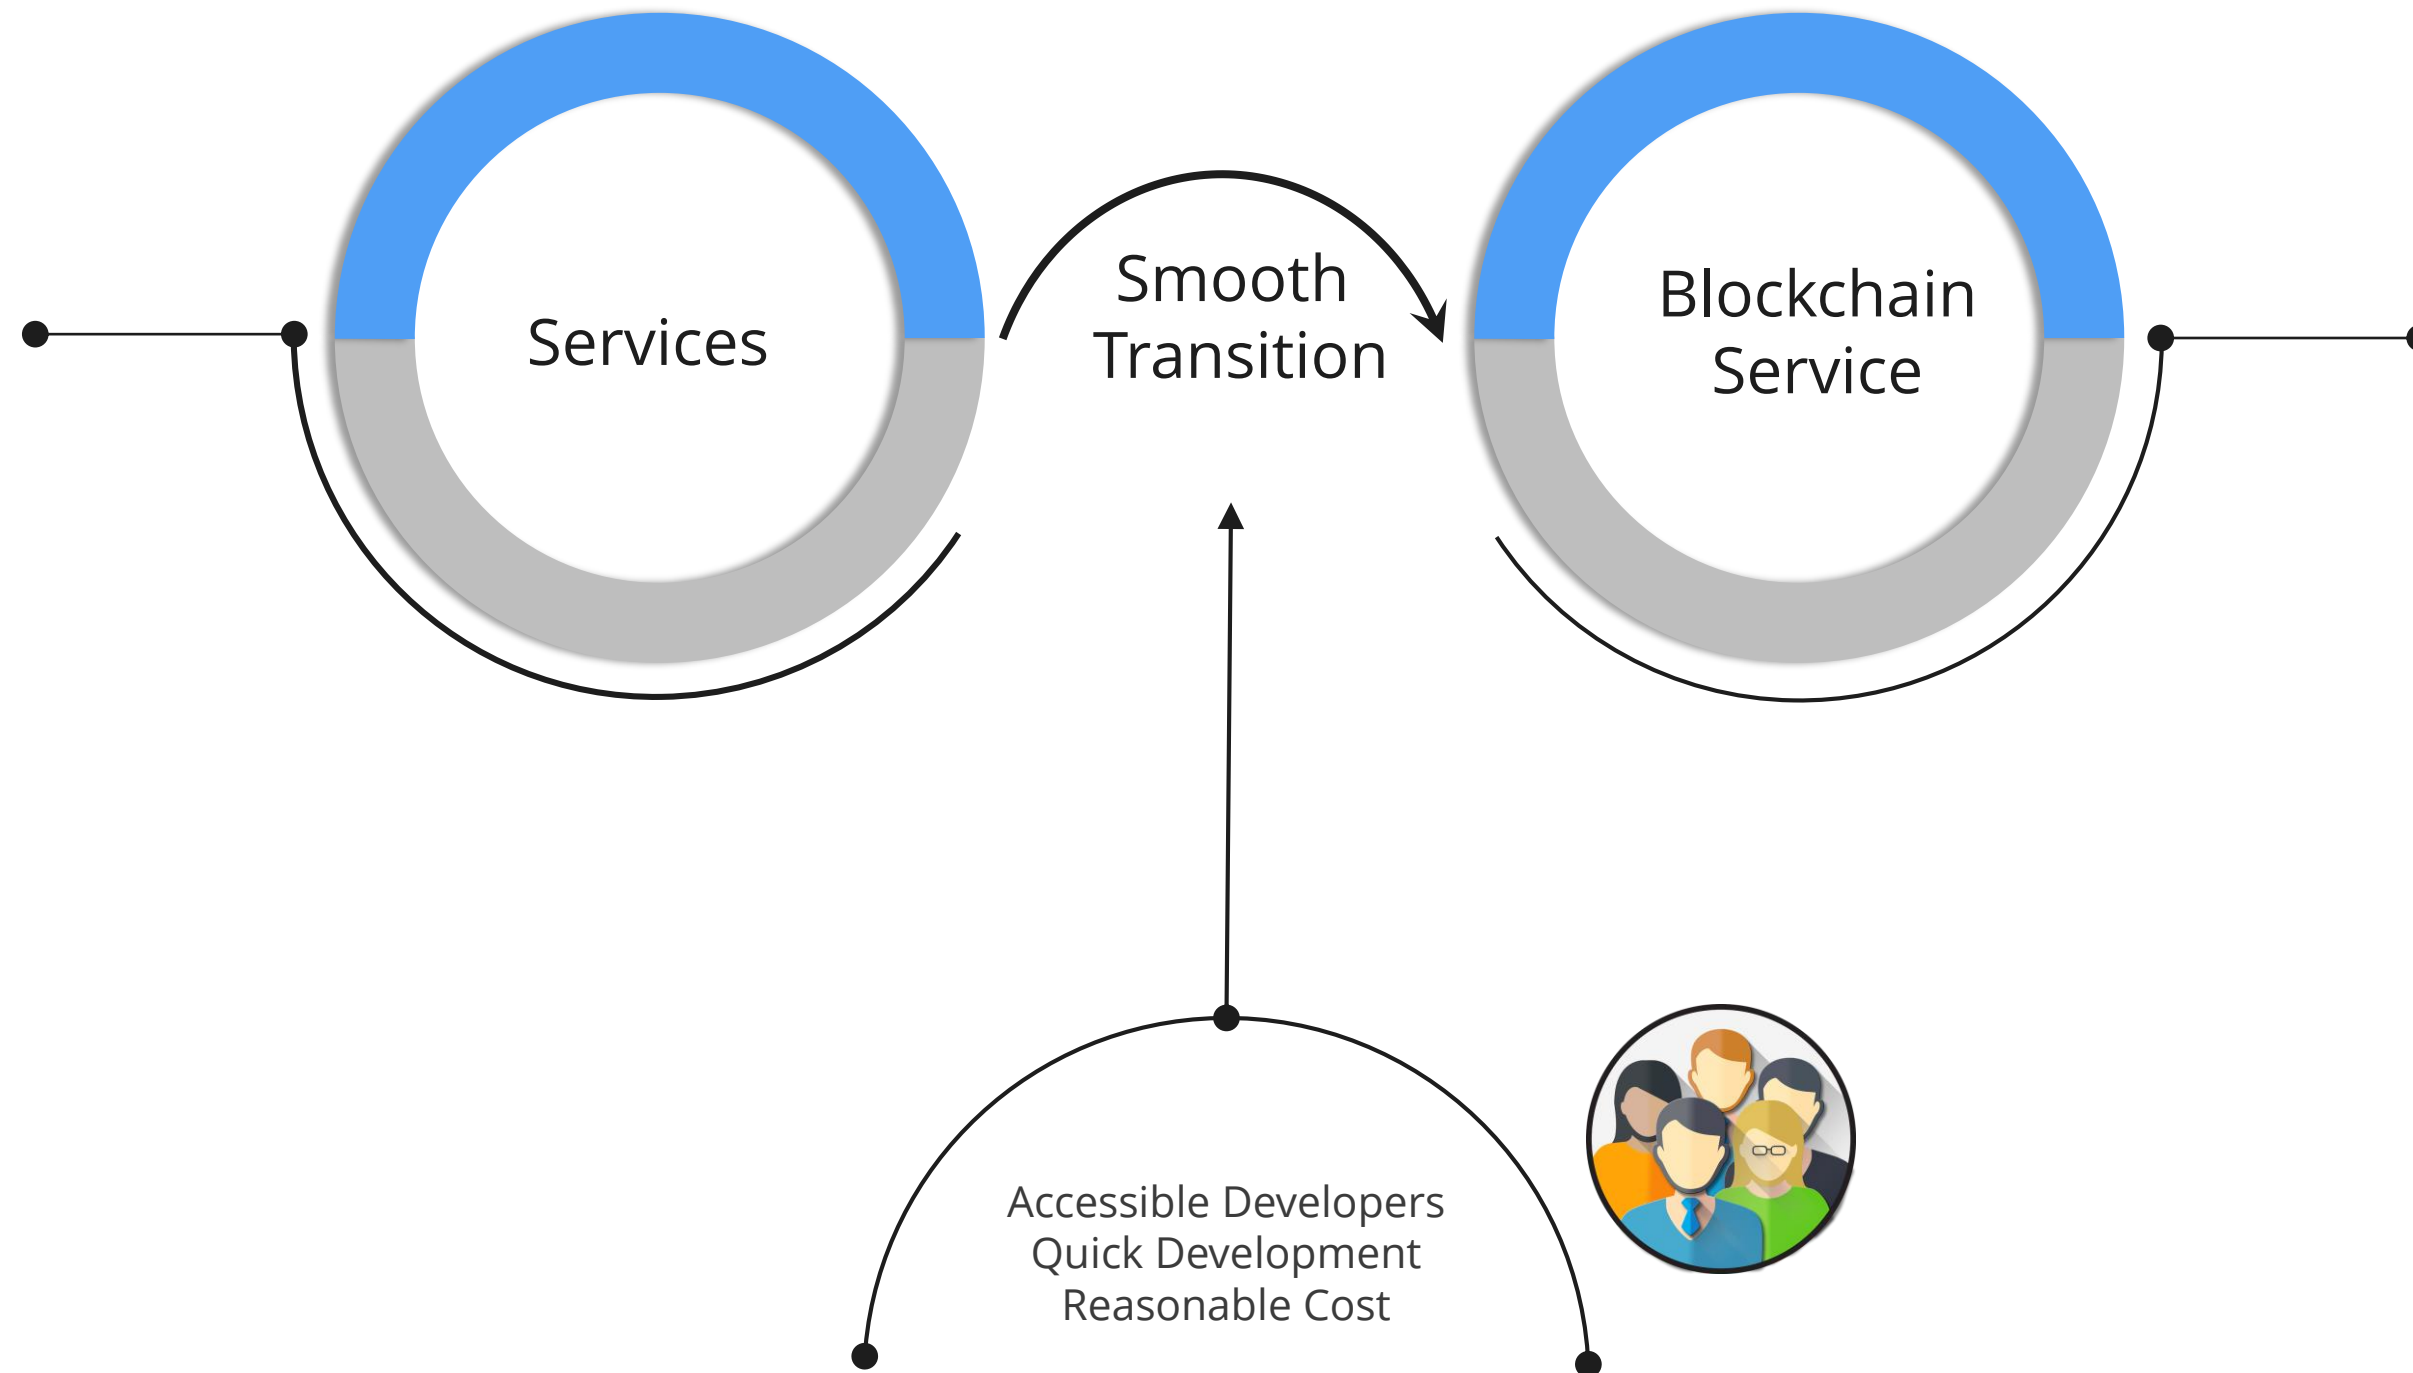 Services
Smooth
Transition
Blockchain
Service
Accessible Developers
Quick Development
Reasonable Cost